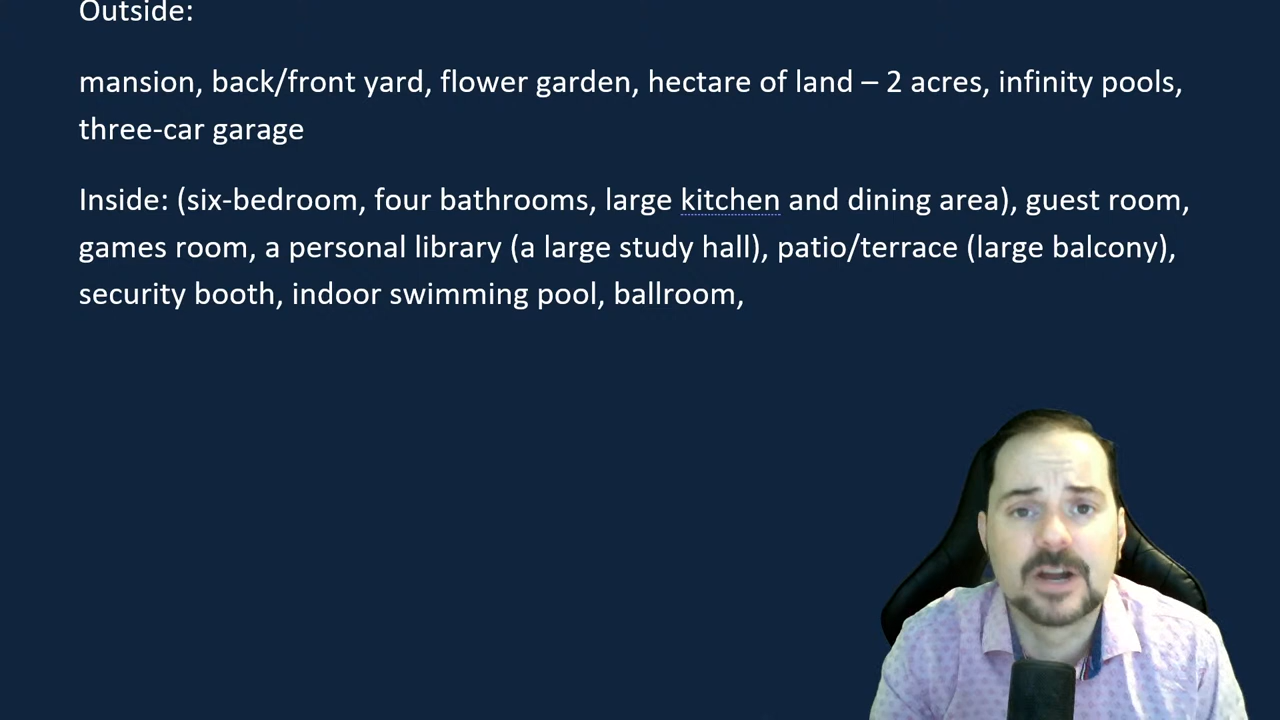 Outside:
mansion, back/front yard, flower garden, hectare of land – 2 acres, infinity pools,
three-car garage
Inside: (six-bedroom, four bathrooms, large kitchen and dining area), guest room,
games room, a personal library (a large study hall), patio/terrace (large balcony),
security booth, indoor swimming pool, ballroom,